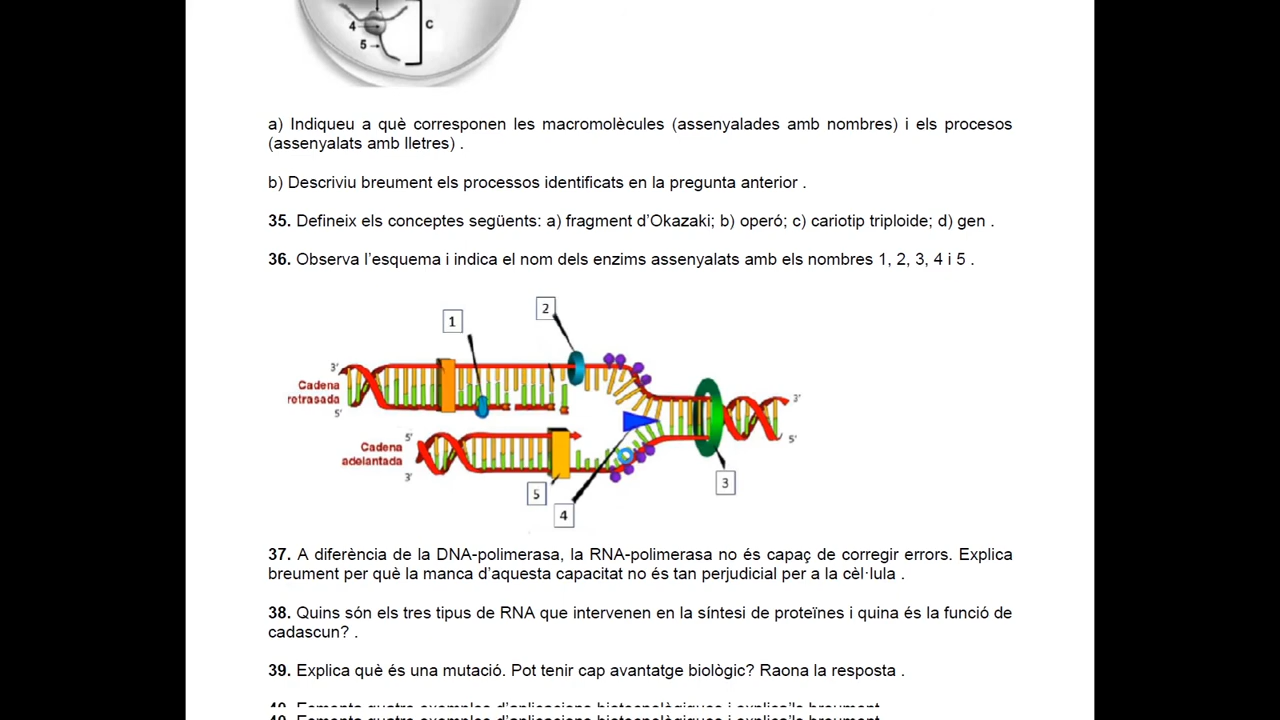 4
C
5
a) Indiqueu a què corresponen les macromolècules (assenyalades amb nombres) i els procesos
(assenyalats amb lletres) .
b) Descriviu breument els processos identificats en la pregunta anterior .
35. Defineix els conceptes següents: a) fragment d’Okazaki; b) operó; c) cariotip triploide; d) gen .
36. Observa l’esquema i indica el nom dels enzims assenyalats amb els nombres 1, 2, 3, 4 i 5 .
2
1
3'
Cadena
retrasada
5'
3'
5'
5'
Cadena
adelantada
3'
3
5
4
37. A diferència de la DNA-polimerasa, la RNA-polimerasa no és capaç de corregir errors. Explica
breument per què la manca d’aquesta capacitat no és tan perjudicial per a la cèl·lula .
38. Quins són els tres tipus de RNA que intervenen en la síntesi de proteïnes i quina és la funció de
cadascun? .
39. Explica què és una mutació. Pot tenir cap avantatge biològic? Raona la resposta .